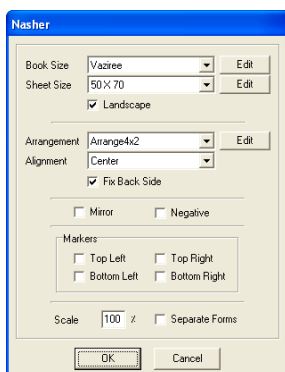 Nasher
Book Size Vaziree Edit
Sheet Size 50 X 70 Edit
Landscape
Arrangement Arrange4x2 Edit
Alignment Center
Fix Back Side
Mirror Negative
Markers
Top Left Top Right
Bottom Left Bottom Right
Scale 100 % Separate Forms
OK Cancel